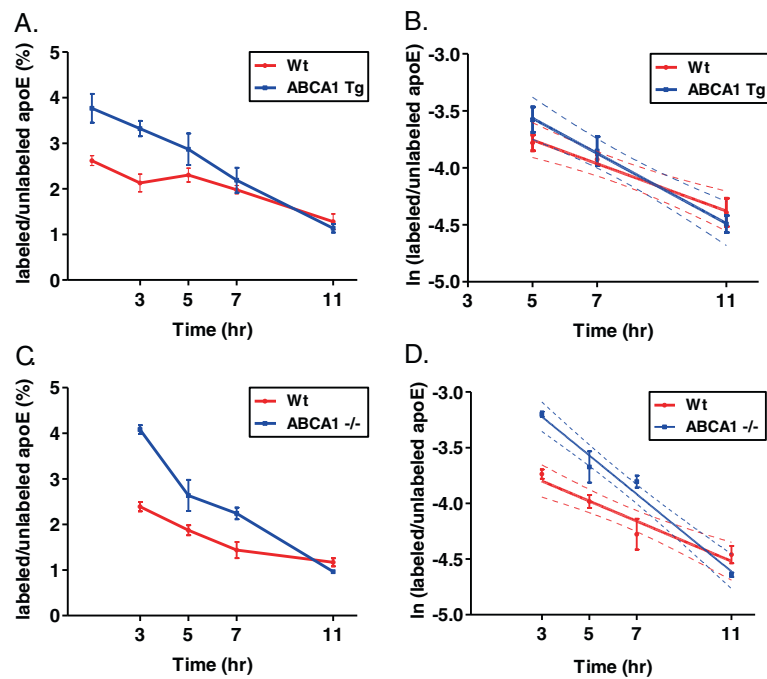 A.
labeled/unlabeled apoE (%)
5
4
3
2
1
0
3 5 7 11
Time (hr)
Wt
ABCA1 Tg
B.
ln (labeled/unlabeled apoE)
-3.0
-3.5
-4.0
-4.5
-5.0
3 5 7 11
Time (hr)
Wt
ABCA1 Tg
C.
labeled/unlabeled apoE (%)
5
4
3
2
1
0
3 5 7 11
Time (hr)
Wt
ABCA1 -/-
D.
ln (labeled/unlabeled apoE)
-3.0
-3.5
-4.0
-4.5
-5.0
3 5 7 11
Time (hr)
Wt
ABCA1 -/-